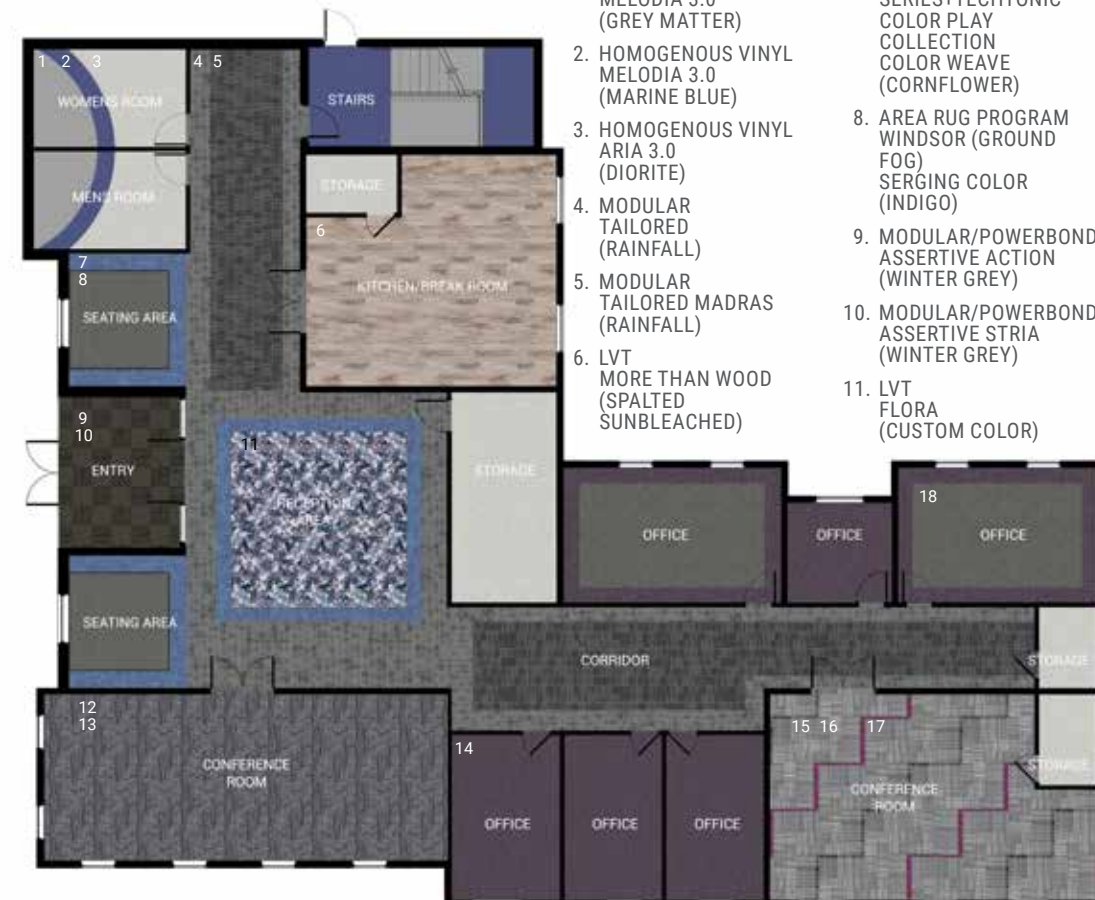 MELODIA 3.0
(GREY MATTER)
2. HOMOGENOUS VINYL
MELODIA 3.0
(MARINE BLUE)
3. HOMOGENOUS VINYL
ARIA 3.0
(DIORITE)
4. MODULAR
TAILORED
(RAINFALL)
5. MODULAR
TAILORED MADRAS
(RAINFALL)
6. LVT
MORE THAN WOOD
(SPALTED
SUNBLEACHED)
SERIES+TECHTONIC
COLOR PLAY
COLLECTION
COLOR WEAVE
(CORNFLOWER)
8. AREA RUG PROGRAM
WINDSOR (GROUND
FOG)
SERGING COLOR
(INDIGO)
9. MODULAR/POWERBOND
ASSERTIVE ACTION
(WINTER GREY)
10. MODULAR/POWERBOND
ASSERTIVE STRIA
(WINTER GREY)
11. LVT
FLORA
(CUSTOM COLOR)
1 2 3
4 5
WOMENS ROOM
STAIRS
MENS ROOM
STORAGE
6
KITCHEN/BREAK ROOM
7
8
SEATING AREA
9
10
ENTRY
11
RECEPTION
AREA
STORAGE
OFFICE
OFFICE
18
OFFICE
SEATING AREA
CORRIDOR
STORAGE
12
13
CONFERENCE
ROOM
14
OFFICE
OFFICE
OFFICE
15 16 17
CONFERENCE
ROOM
STORAGE